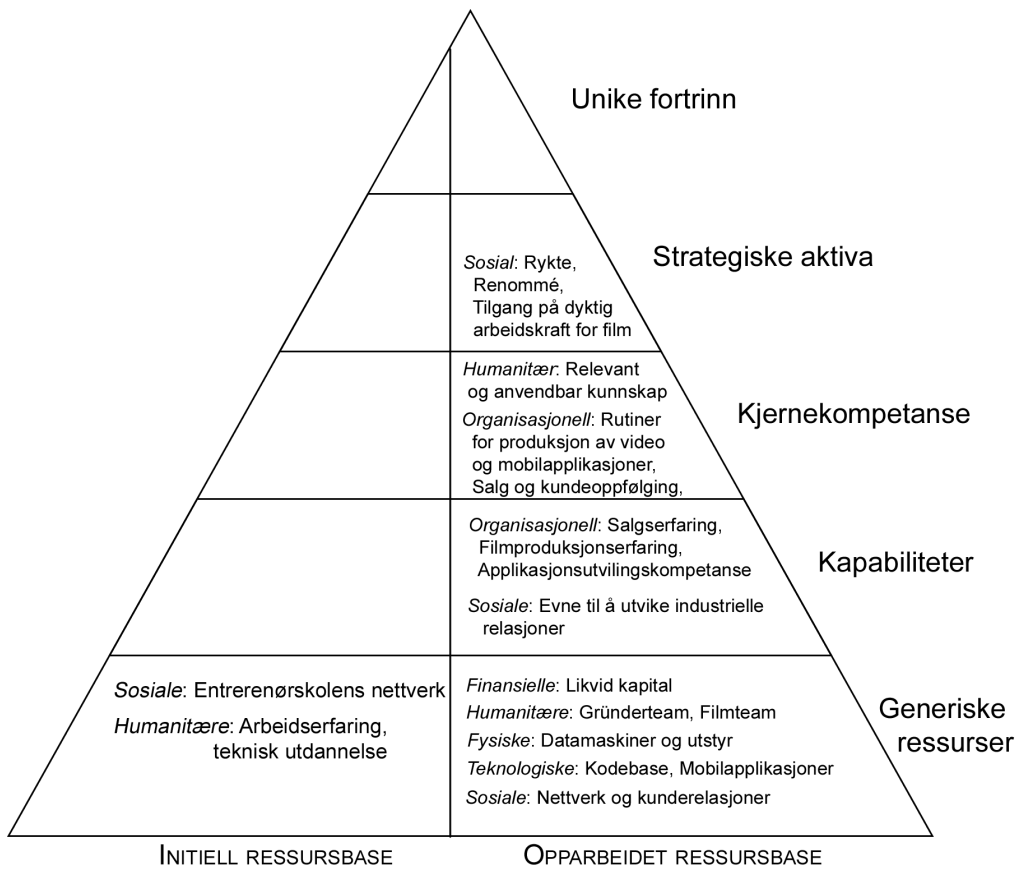 Unike fortrinn
Strategiske aktiva
Sosial: Rykte,
Renommé,
Tilgang på dyktig
arbeidskraft for film
Kjernekompetanse
Humanitær: Relevant
og anvendbar kunnskap
Organisasjonell: Rutiner
for produksjon av video
og mobilapplikasjoner,
Salg og kundeoppfølging,
Kapabiliteter
Organisasjonell: Salgserfaring,
Filmproduksjonserfaring,
Applikasjonsutvilingskompetanse
Sosiale: Evne til å utvike industrielle
relasjoner
Generiske
ressurser
Sosiale: Entrerenørskolens nettverk
Humanitære: Arbeidserfaring,
teknisk utdannelse
Finansielle: Likvid kapital
Humanitære: Gründerteam, Filmteam
Fysiske: Datamaskiner og utstyr
Teknologiske: Kodebase, Mobilapplikasjoner
Sosiale: Nettverk og kunderelasjoner
INITIELL RESSURSBASE
OPPARBEIDET RESSURSBASE